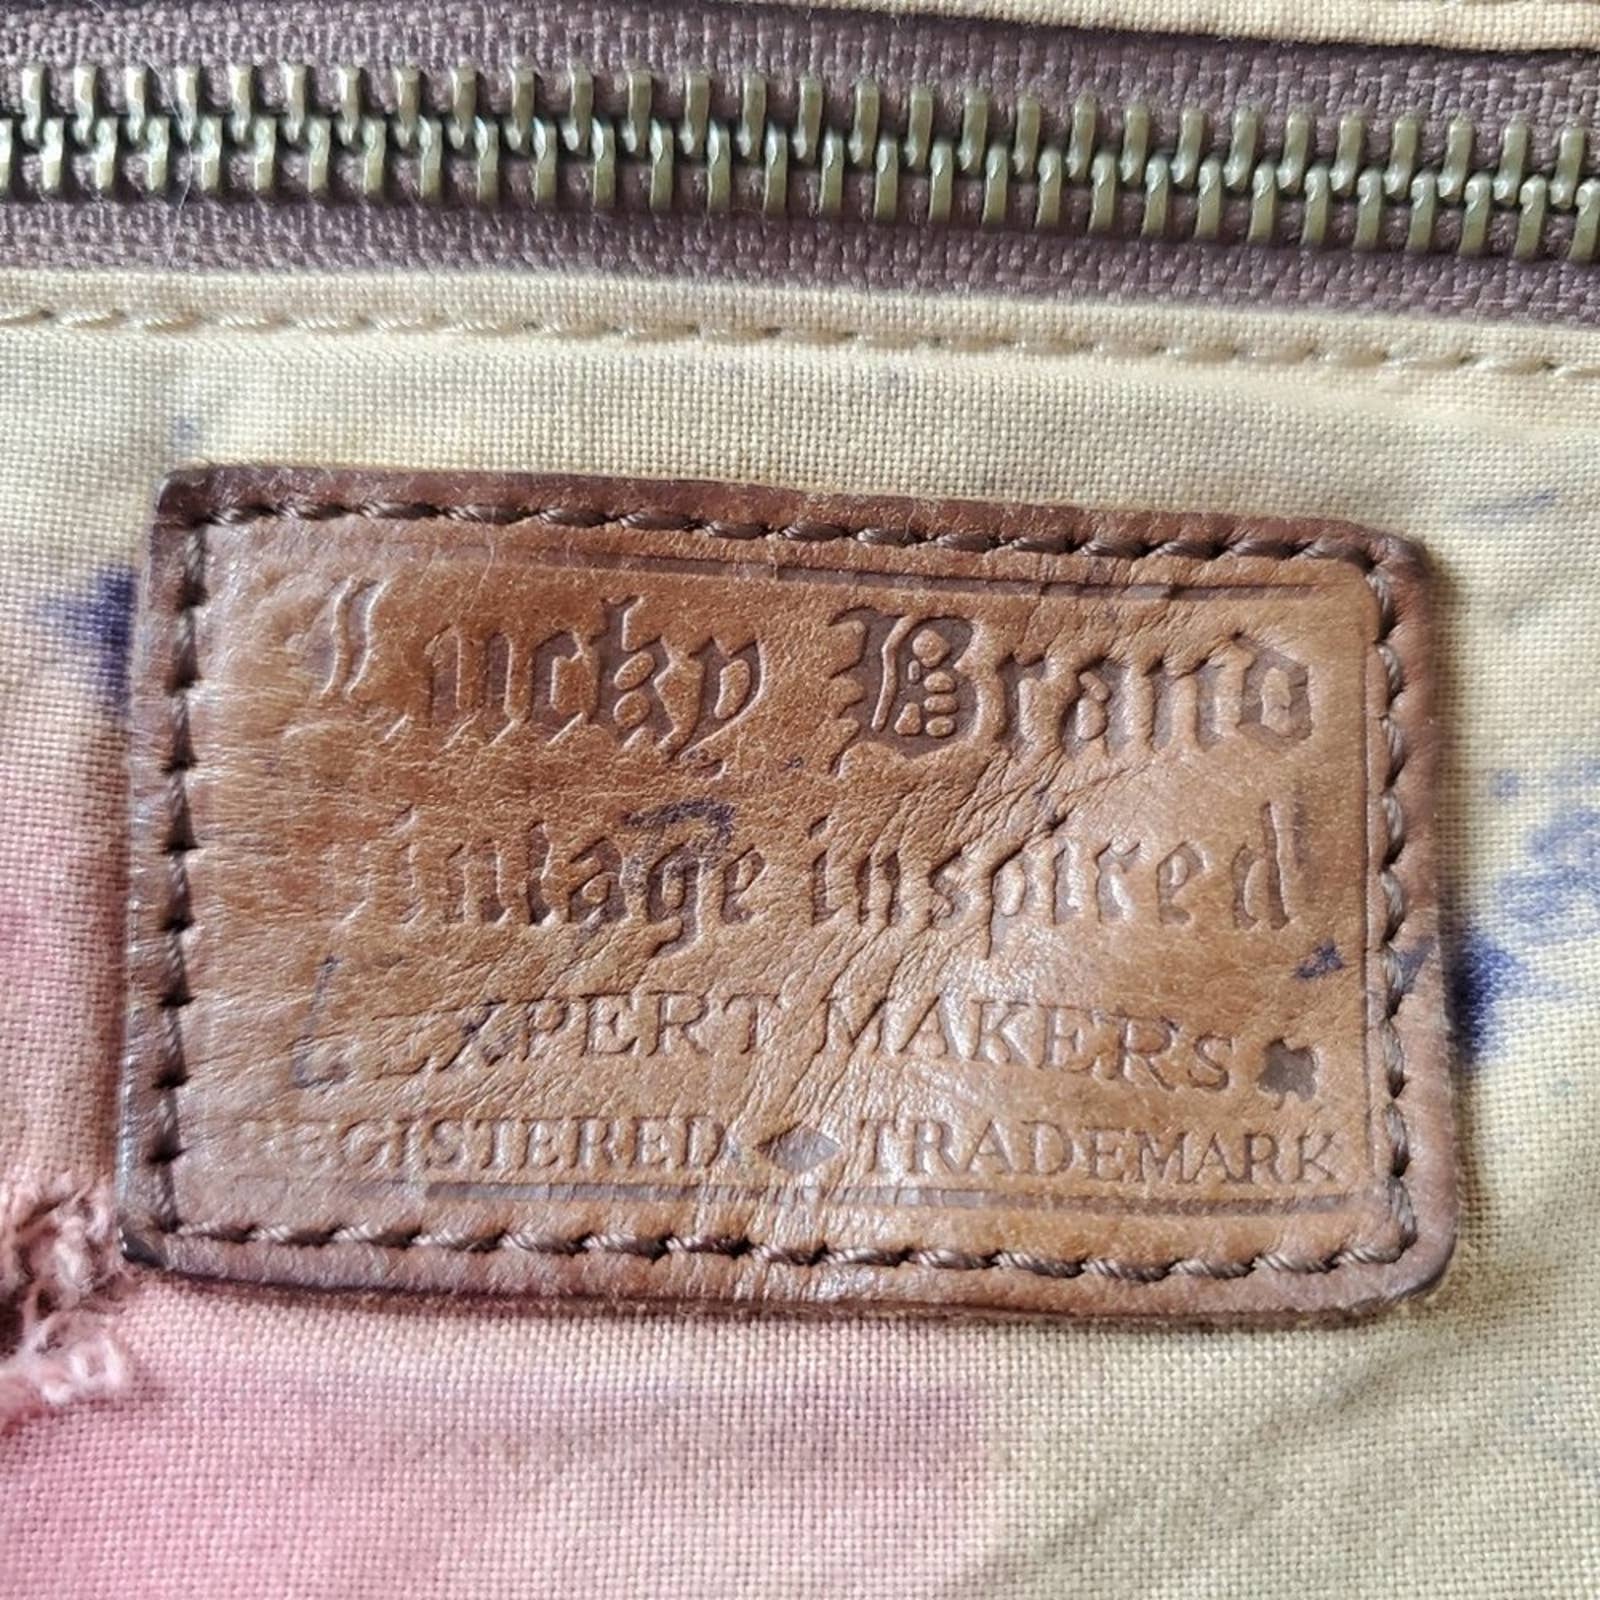 Lucky Brand
Vintage inspired
EXPERT MAKERS
REGISTERED TRADEMARK